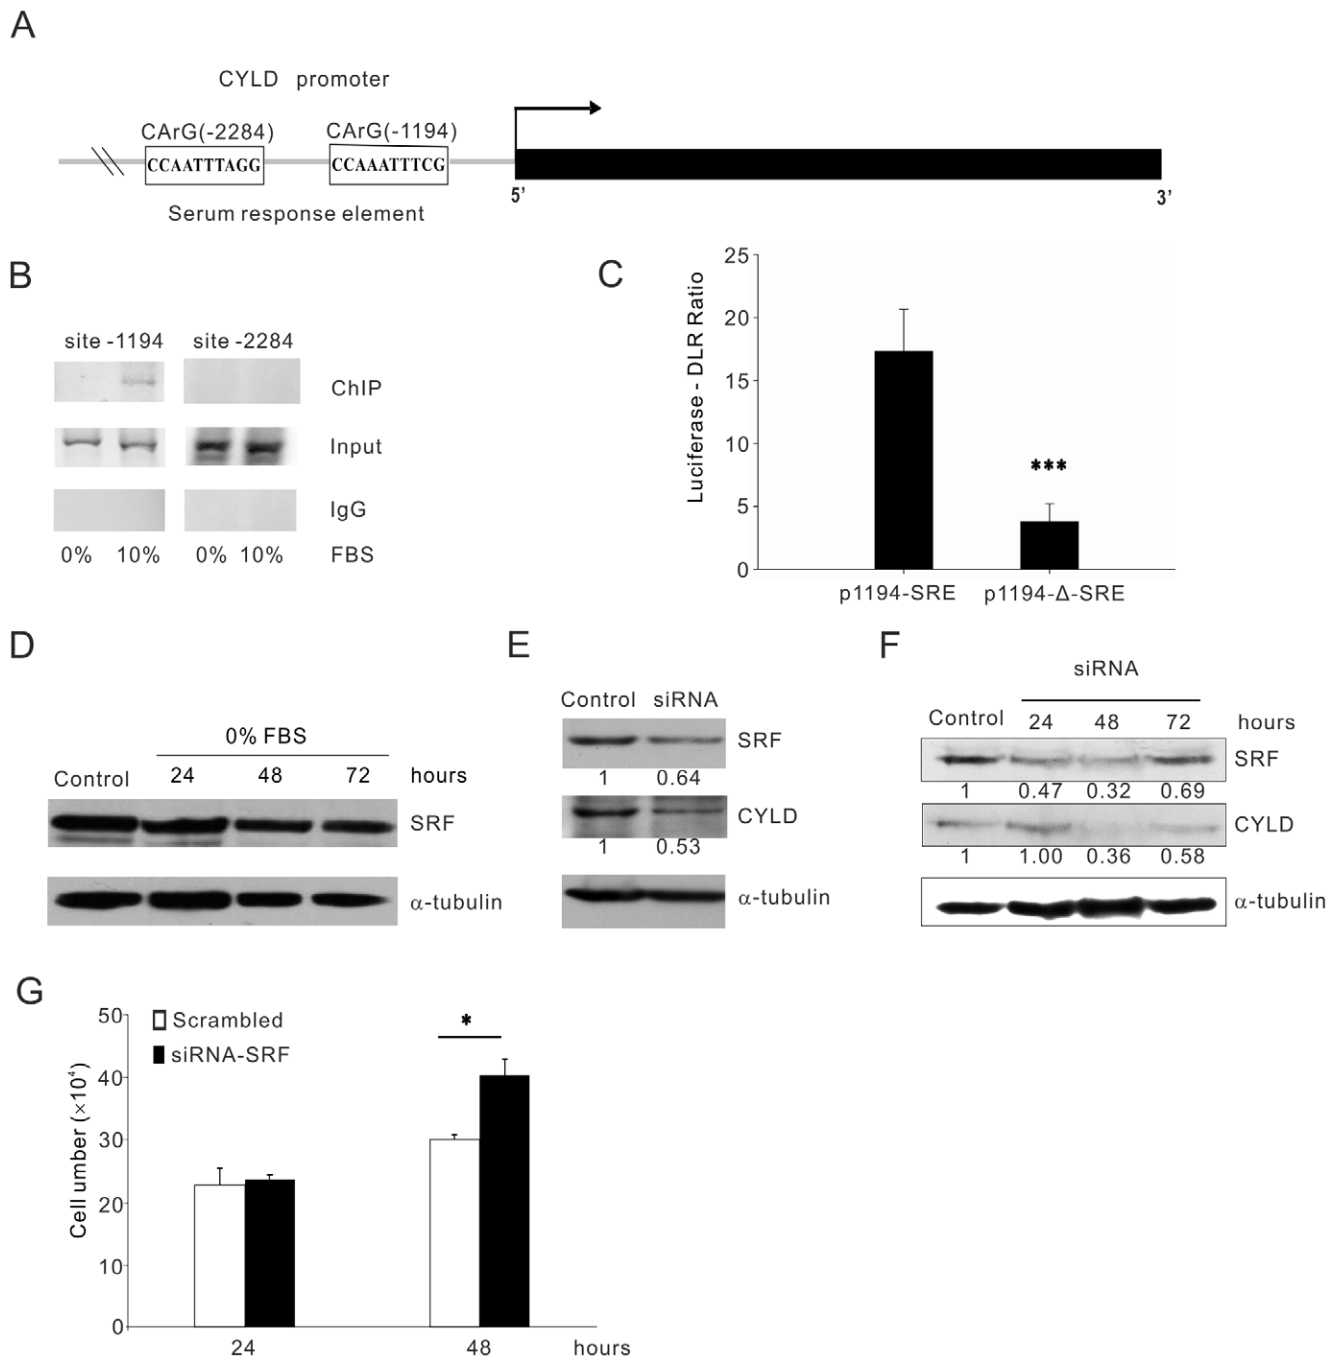 A
CYLD promoter
CArG(-2284) CArG(-1194)
CCAATTTAGG CCAAATTTCG
5’ 3’
Serum response element
B
site -1194 site -2284
ChIP
Input
IgG
0% 10% 0% 10% FBS
C
Luciferase - DLR Ratio
25
20
15
10
5
0
***
p1194-SRE p1194-Δ-SRE
D
0% FBS
Control 24 48 72 hours
SRF
α-tubulin
E
Control siRNA
SRF
1 0.64
CYLD
1 0.53
α-tubulin
F
siRNA
Control 24 48 72 hours
SRF
1 0.47 0.32 0.69
CYLD
1 1.00 0.36 0.58
α-tubulin
G
Cell umber (×10⁴)
50
40
30
20
10
0
Scrambled
siRNA-SRF
*
24 48 hours